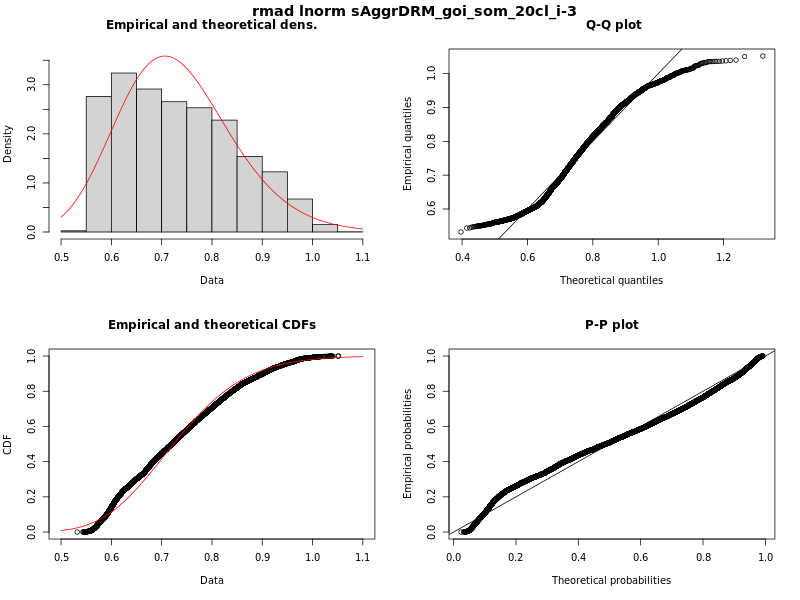 rmad lnorm sAggrDRM_goi_som_20cl_i-3
Empirical and theoretical dens.
Density
0.0 1.0 2.0 3.0
0.5 0.6 0.7 0.8 0.9 1.0 1.1
Data
Q-Q plot
Empirical quantiles
0.6 0.7 0.8 0.9 1.0
0.4 0.6 0.8 1.0 1.2
Theoretical quantiles
Empirical and theoretical CDFs
CDF
0.0 0.2 0.4 0.6 0.8 1.0
0.5 0.6 0.7 0.8 0.9 1.0 1.1
Data
P-P plot
Empirical probabilities
0.0 0.2 0.4 0.6 0.8 1.0
0.0 0.2 0.4 0.6 0.8 1.0
Theoretical probabilities